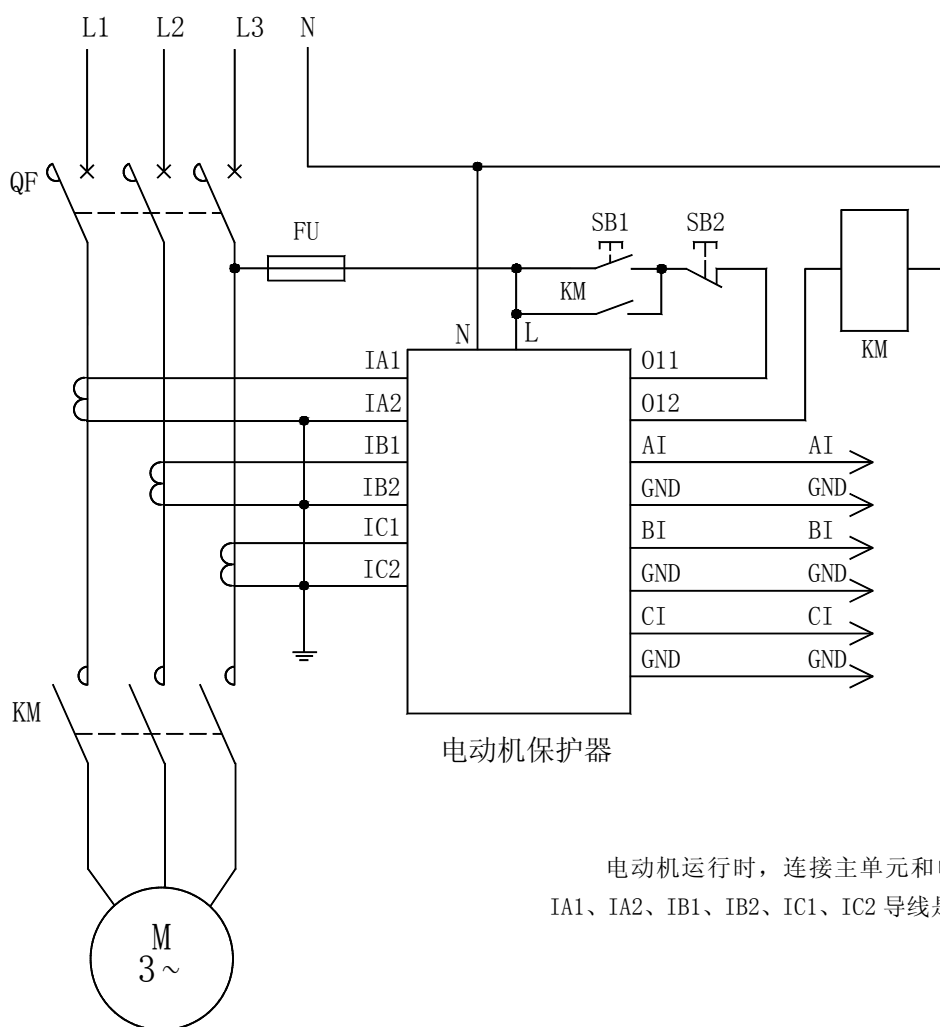 L1 L2 L3 N
QF
FU
SB1 SB2
KM
KM
N L
IA1 O11
IA2 O12
IB1 AI AI
IB2 GND GND
IC1 BI BI
IC2 GND GND
CI CI
GND GND
KM
电动机保护器
电动机运行时，连接主单元和
IA1、IA2、IB1、IB2、IC1、IC2 导线
M
3~